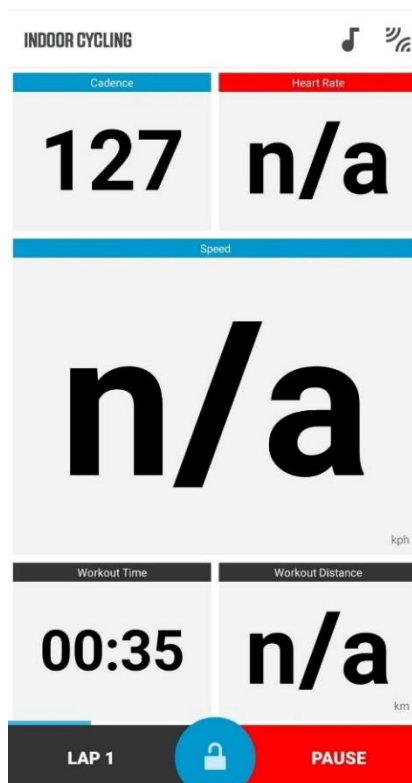 INDOOR CYCLING
Cadence
Heart Rate
127
n/a
Speed
n/a
kph
Workout Time
Workout Distance
00:35
n/a
km
LAP 1
PAUSE